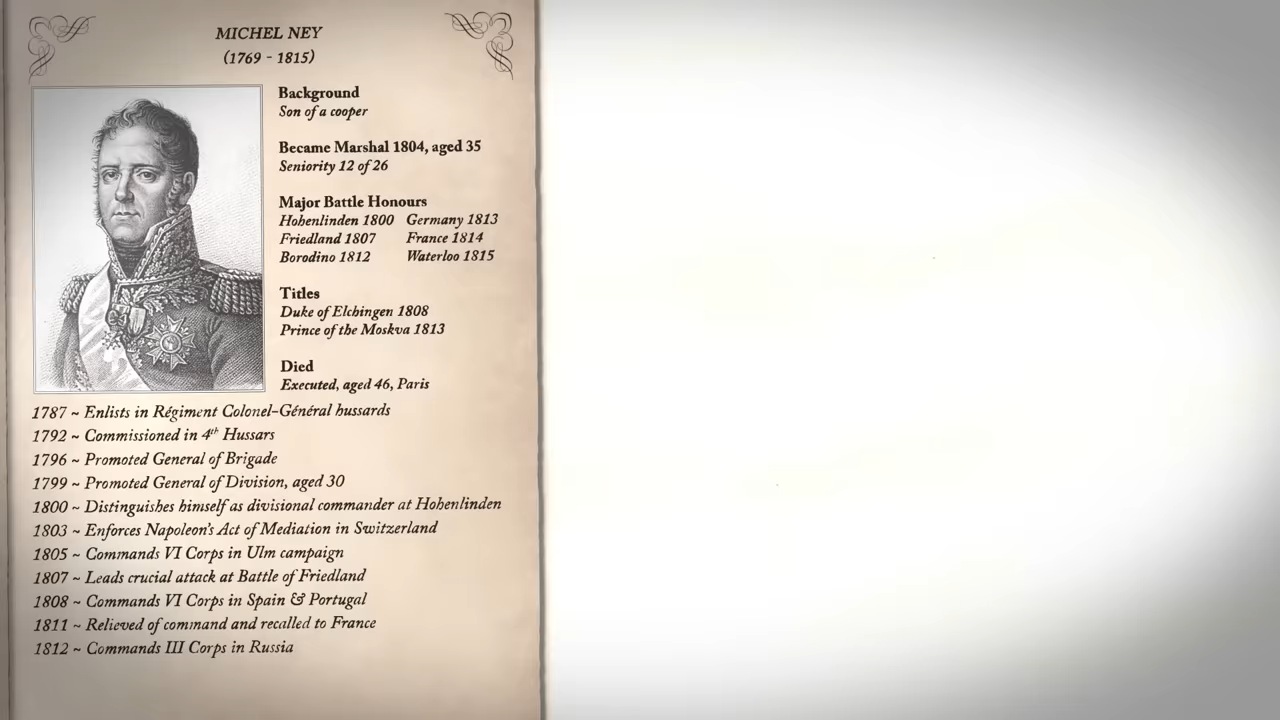 MICHEL NEY
(1769 - 1815)
Background
Son of a cooper
Became Marshal 1804, aged 35
Seniority 12 of 26
Major Battle Honours
Hohenlinden 1800 Germany 1813
Friedland 1807 France 1814
Borodino 1812 Waterloo 1815
Titles
Duke of Elchingen 1808
Prince of the Moskva 1813
Died
Executed, aged 46, Paris
1787 ~ Enlists in Régiment Colonel-Général hussards
1792 ~ Commissioned in 4th Hussars
1796 ~ Promoted General of Brigade
1799 ~ Promoted General of Division, aged 30
1800 ~ Distinguishes himself as divisional commander at Hohenlinden
1803 ~ Enforces Napoleon's Act of Mediation in Switzerland
1805 ~ Commands VI Corps in Ulm campaign
1807 ~ Leads crucial attack at Battle of Friedland
1808 ~ Commands VI Corps in Spain & Portugal
1811 ~ Relieved of command and recalled to France
1812 ~ Commands III Corps in Russia